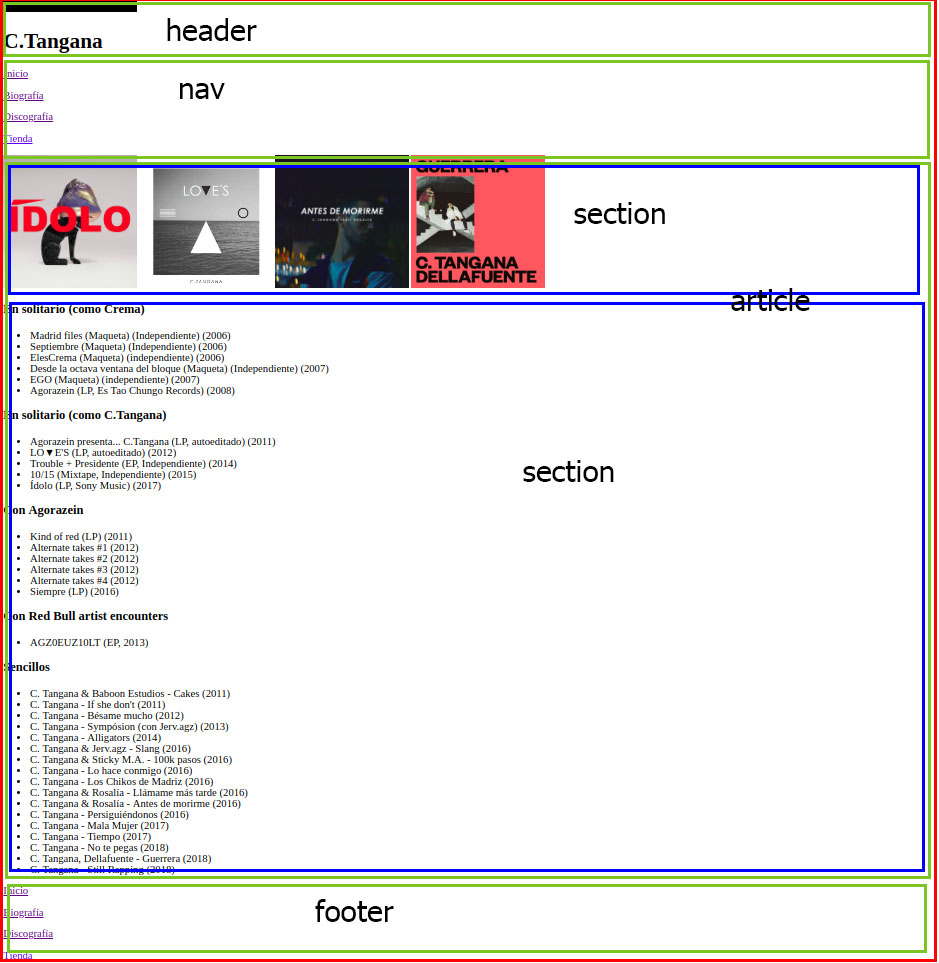 header
C.Tangana
nav
Inicio
Biografía
Discografía
Tienda
ÍDOLO
LO▼E'S
C.TANGANA
ANTES DE MORIRME
GUERRERA
C. TANGANA
DELLAFUENTE
section
article
En solitario (como Crema)
• Madrid files (Maqueta) (Independiente) (2006)
• Septiembre (Maqueta) (Independiente) (2006)
• ElesCrema (Maqueta) (independiente) (2006)
• Desde la octava ventana del bloque (Maqueta) (Independiente) (2007)
• EGO (Maqueta) (independiente) (2007)
• Agorazein (LP, Es Tao Chungo Records) (2008)
En solitario (como C.Tangana)
• Agorazein presenta... C.Tangana (LP, autoeditado) (2011)
• LO▼E'S (LP, autoeditado) (2012)
• Trouble + Presidente (EP, Independiente) (2014)
• 10/15 (Mixtape, Independiente) (2015)
• Ídolo (LP, Sony Music) (2017)
section
Con Agorazein
• Kind of red (LP) (2011)
• Alternate takes #1 (2012)
• Alternate takes #2 (2012)
• Alternate takes #3 (2012)
• Alternate takes #4 (2012)
• Siempre (LP) (2016)
Con Red Bull artist encounters
• AGZ0EUZ10LT (EP, 2013)
Sencillos
• C. Tangana & Baboon Estudios - Cakes (2011)
• C. Tangana - If she don't (2011)
• C. Tangana - Bésame mucho (2012)
• C. Tangana - Sympósion (con Jerv.agz) (2013)
• C. Tangana - Alligators (2014)
• C. Tangana & Jerv.agz - Slang (2016)
• C. Tangana & Sticky M.A. - 100k pasos (2016)
• C. Tangana - Lo hace conmigo (2016)
• C. Tangana - Los Chikos de Madriz (2016)
• C. Tangana & Rosalía - Llámame más tarde (2016)
• C. Tangana & Rosalía - Antes de morirme (2016)
• C. Tangana - Persiguiéndonos (2016)
• C. Tangana - Mala Mujer (2017)
• C. Tangana - Tiempo (2017)
• C. Tangana - No te pegas (2018)
• C. Tangana, Dellafuente - Guerrera (2018)
• C. Tangana - Still Rapping (2018)
Inicio
Biografía
Discografía
Tienda
footer